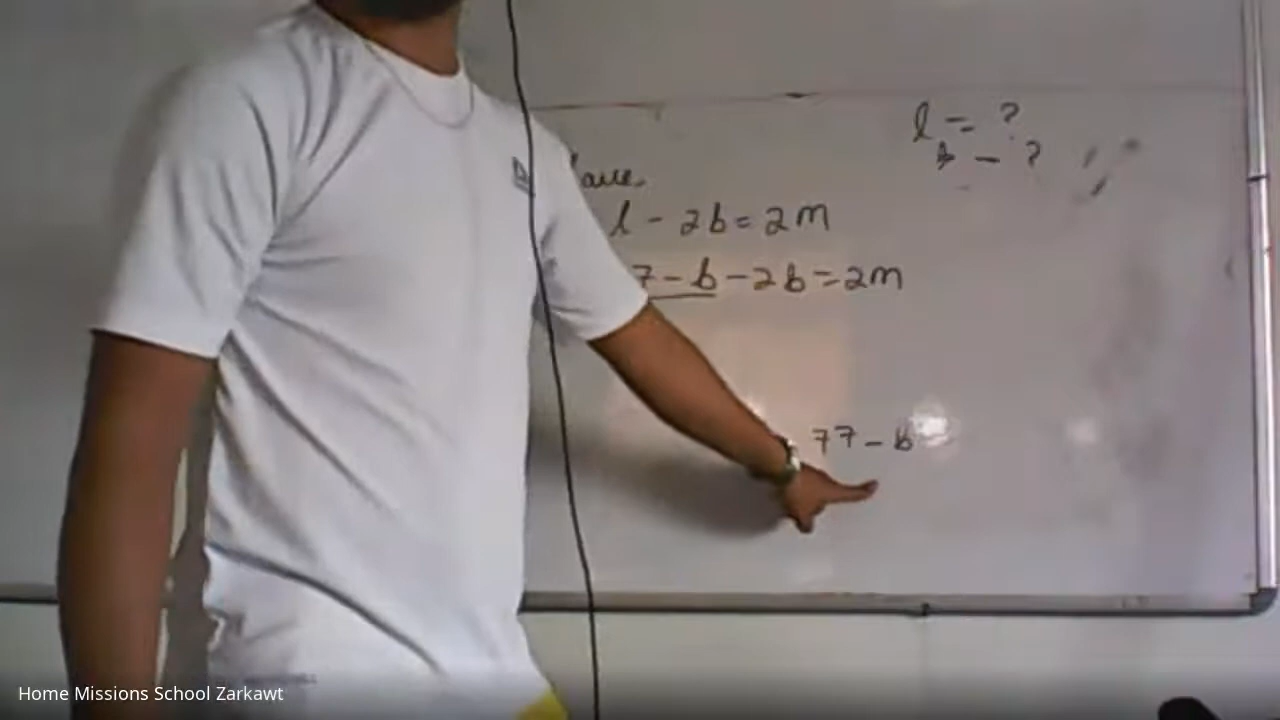 l = ?
b - ?
l - 2b = 2m
7 - b - 2b = 2m
77 - b
Home Missions School Zarkawt